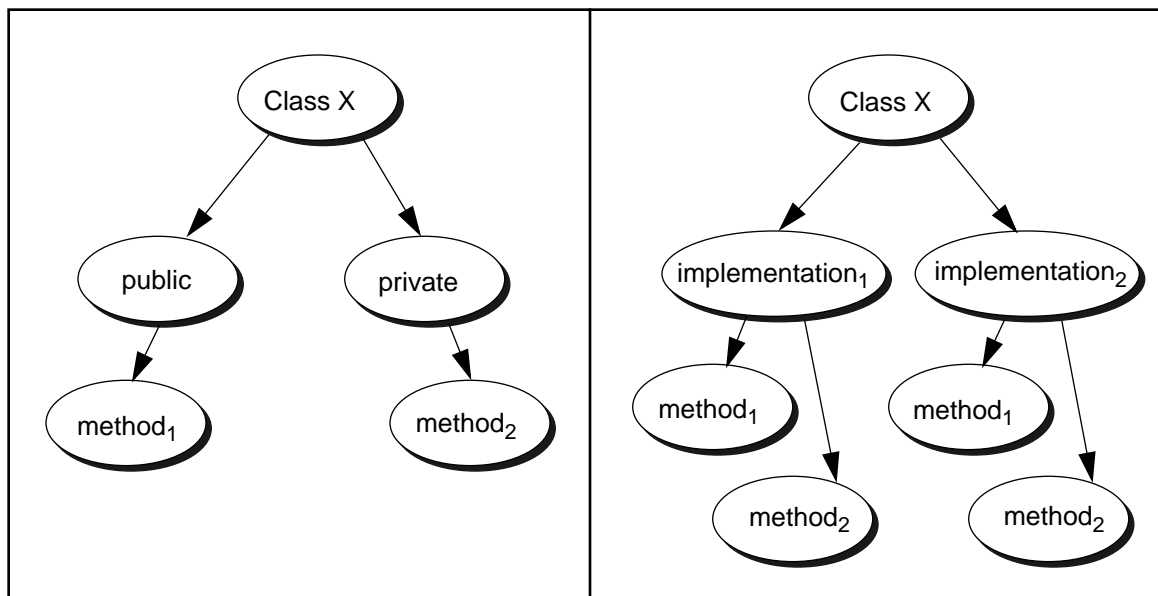 Class X
public
private
method₁
method₂
Class X
implementation₁
implementation₂
method₁
method₁
method₂
method₂